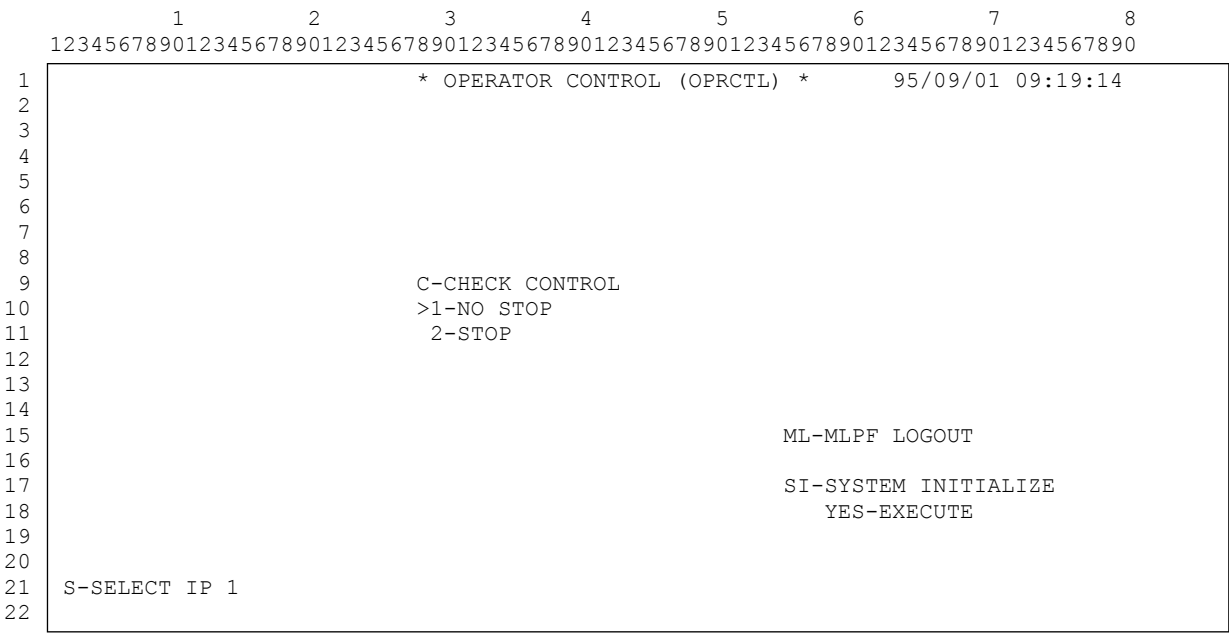 1 2 3 4 5 6 7 8
12345678901234567890123456789012345678901234567890123456789012345678901234567890
1 * OPERATOR CONTROL (OPRCTL) * 95/09/01 09:19:14
2
3
4
5
6
7
8
9 C-CHECK CONTROL
10 >1-NO STOP
11 2-STOP
12
13
14
15 ML-MLPF LOGOUT
16
17 SI-SYSTEM INITIALIZE
18 YES-EXECUTE
19
20
21 S-SELECT IP 1
22